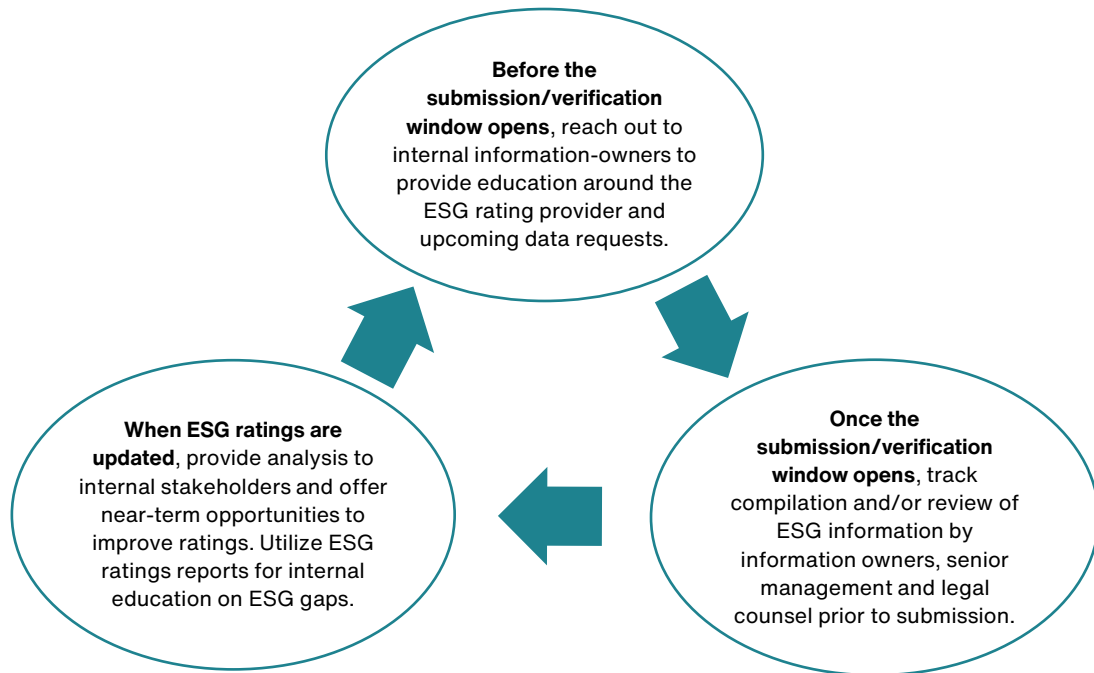 Before the
submission/verification
window opens, reach out to
internal information-owners to
provide education around the
ESG rating provider and
upcoming data requests.
Once the
submission/verification
window opens, track
compilation and/or review of
ESG information by
information owners, senior
management and legal
counsel prior to submission.
When ESG ratings are
updated, provide analysis to
internal stakeholders and offer
near-term opportunities to
improve ratings. Utilize ESG
ratings reports for internal
education on ESG gaps.